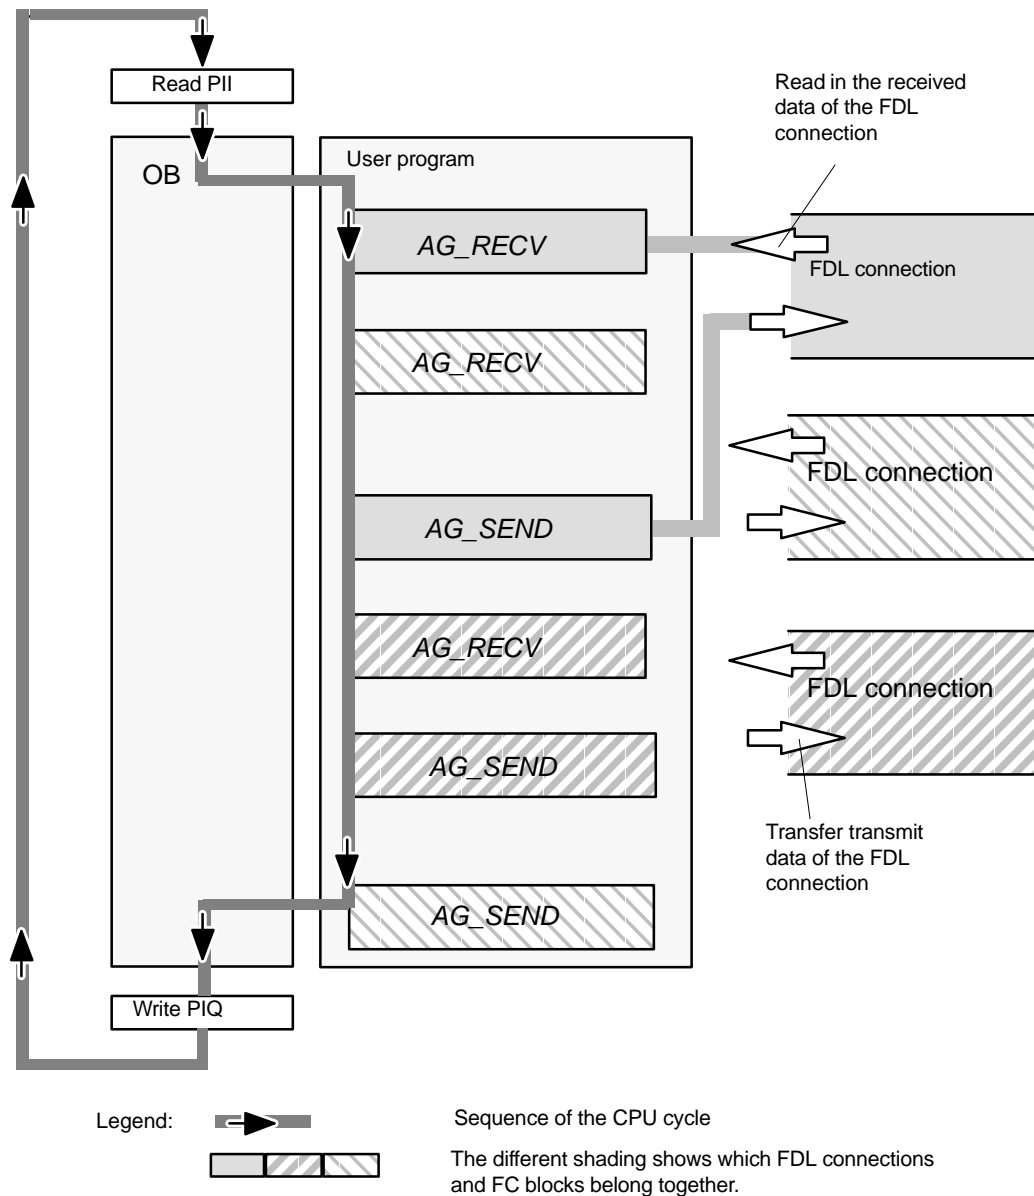 Read PII
Read in the received
data of the FDL
connection
OB
User program
AG_RECV
FDL connection
AG_RECV
FDL connection
AG_SEND
AG_RECV
FDL connection
AG_SEND
Transfer transmit
data of the FDL
connection
AG_SEND
Write PIQ
Legend:
Sequence of the CPU cycle
The different shading shows which FDL connections
and FC blocks belong together.